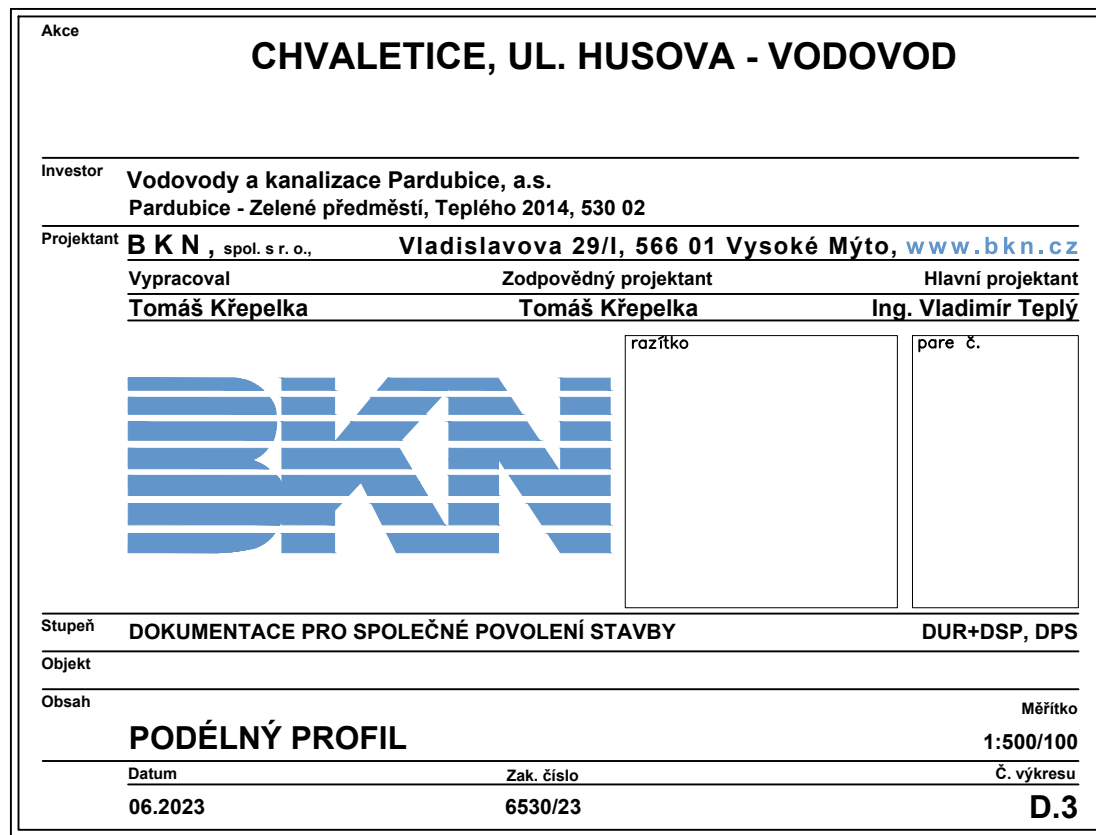 Akce
CHVALETICE, UL. HUSOVA - VODOVOD
Investor
Vodovody a kanalizace Pardubice, a.s.
Pardubice - Zelené předměstí, Teplého 2014, 530 02
Projektant B K N , spol. s r. o., Vladislavova 29/I, 566 01 Vysoké Mýto, www.bkn.cz
Vypracoval Zodpovědný projektant Hlavní projektant
Tomáš Křepelka Tomáš Křepelka Ing. Vladimír Teplý
razítko pare č.
BKN
Stupeň DOKUMENTACE PRO SPOLEČNÉ POVOLENÍ STAVBY DUR+DSP, DPS
Objekt
Obsah Měřítko
PODÉLNÝ PROFIL 1:500/100
Datum Zak. číslo Č. výkresu
06.2023 6530/23 D.3